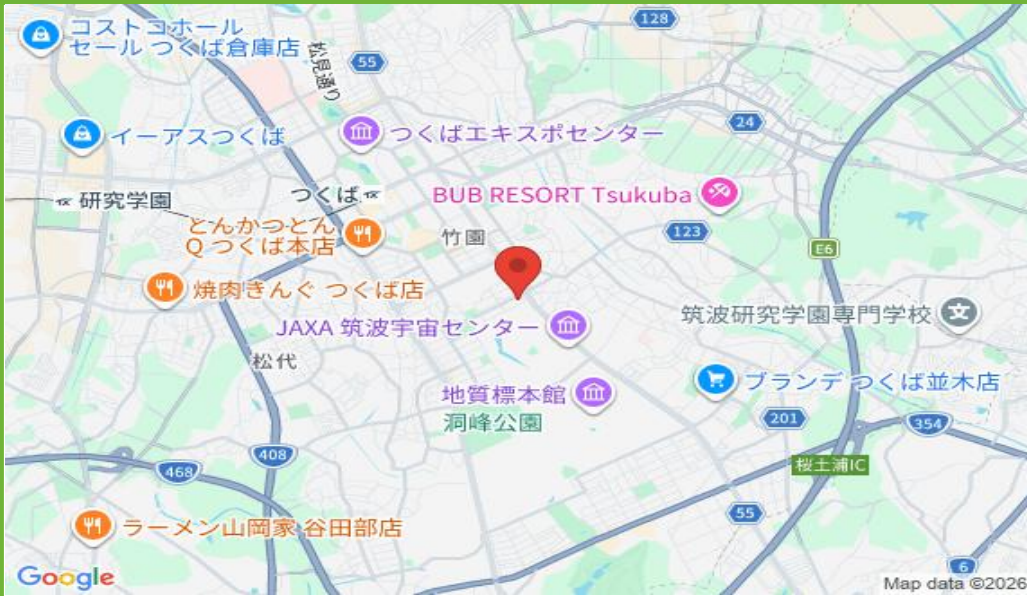 コストコホール
セール つくば倉庫店
松見通り
55
128
24
イーアスつくば
つくばエキスポセンター
研究学園
つくば
BUB RESORT Tsukuba
とんかつとん
Q つくば本店
竹園
123
E6
焼肉きんぐ つくば店
JAXA 筑波宇宙センター
筑波研究学園専門学校
松代
地質標本館
洞峰公園
ブランデ つくば並木店
201
354
408
468
桜土浦IC
ラーメン山岡家 谷田部店
55
6
Google
Map data ©2026